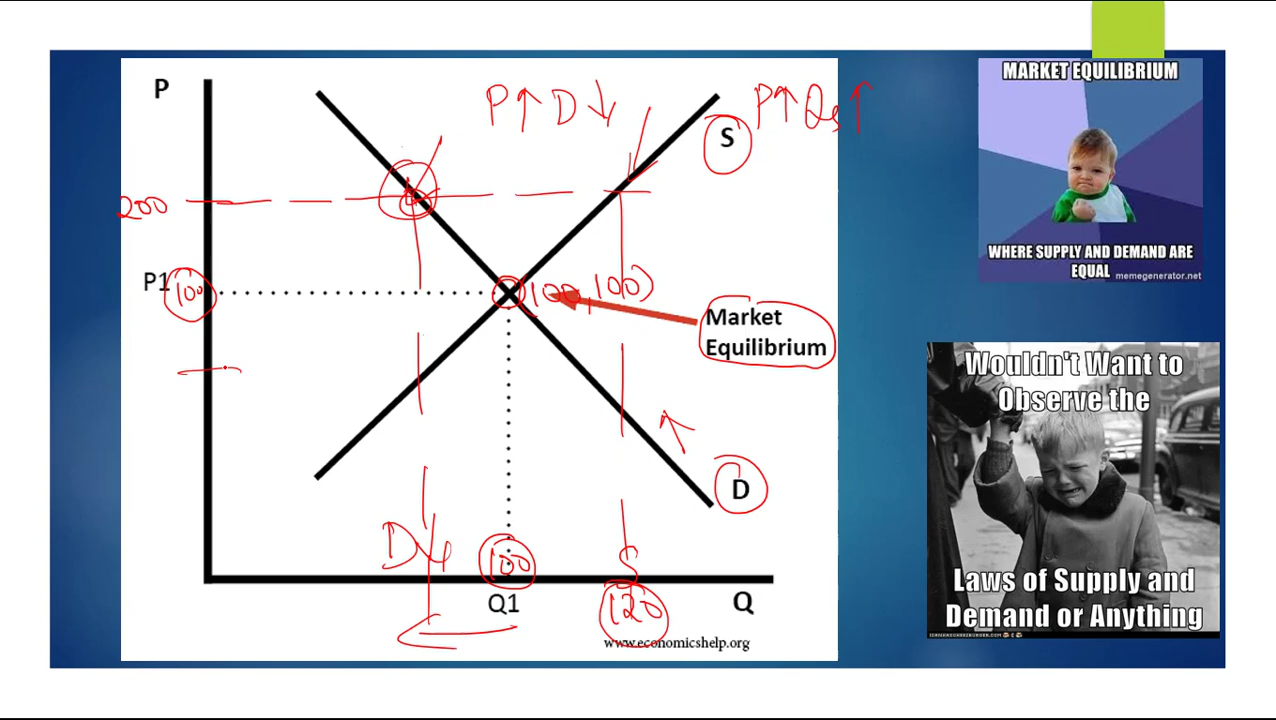 P
P↑ D↓
P↑ Qs ↑
S
200
P1
100
(100, 100)
Market
Equilibrium
D
D↓
100
S
120
Q1
Q
www.economicshelp.org
MARKET EQUILIBRIUM
WHERE SUPPLY AND DEMAND ARE
EQUAL
memegenerator.net
Wouldn't Want to
Observe the
Laws of Supply and
Demand or Anything